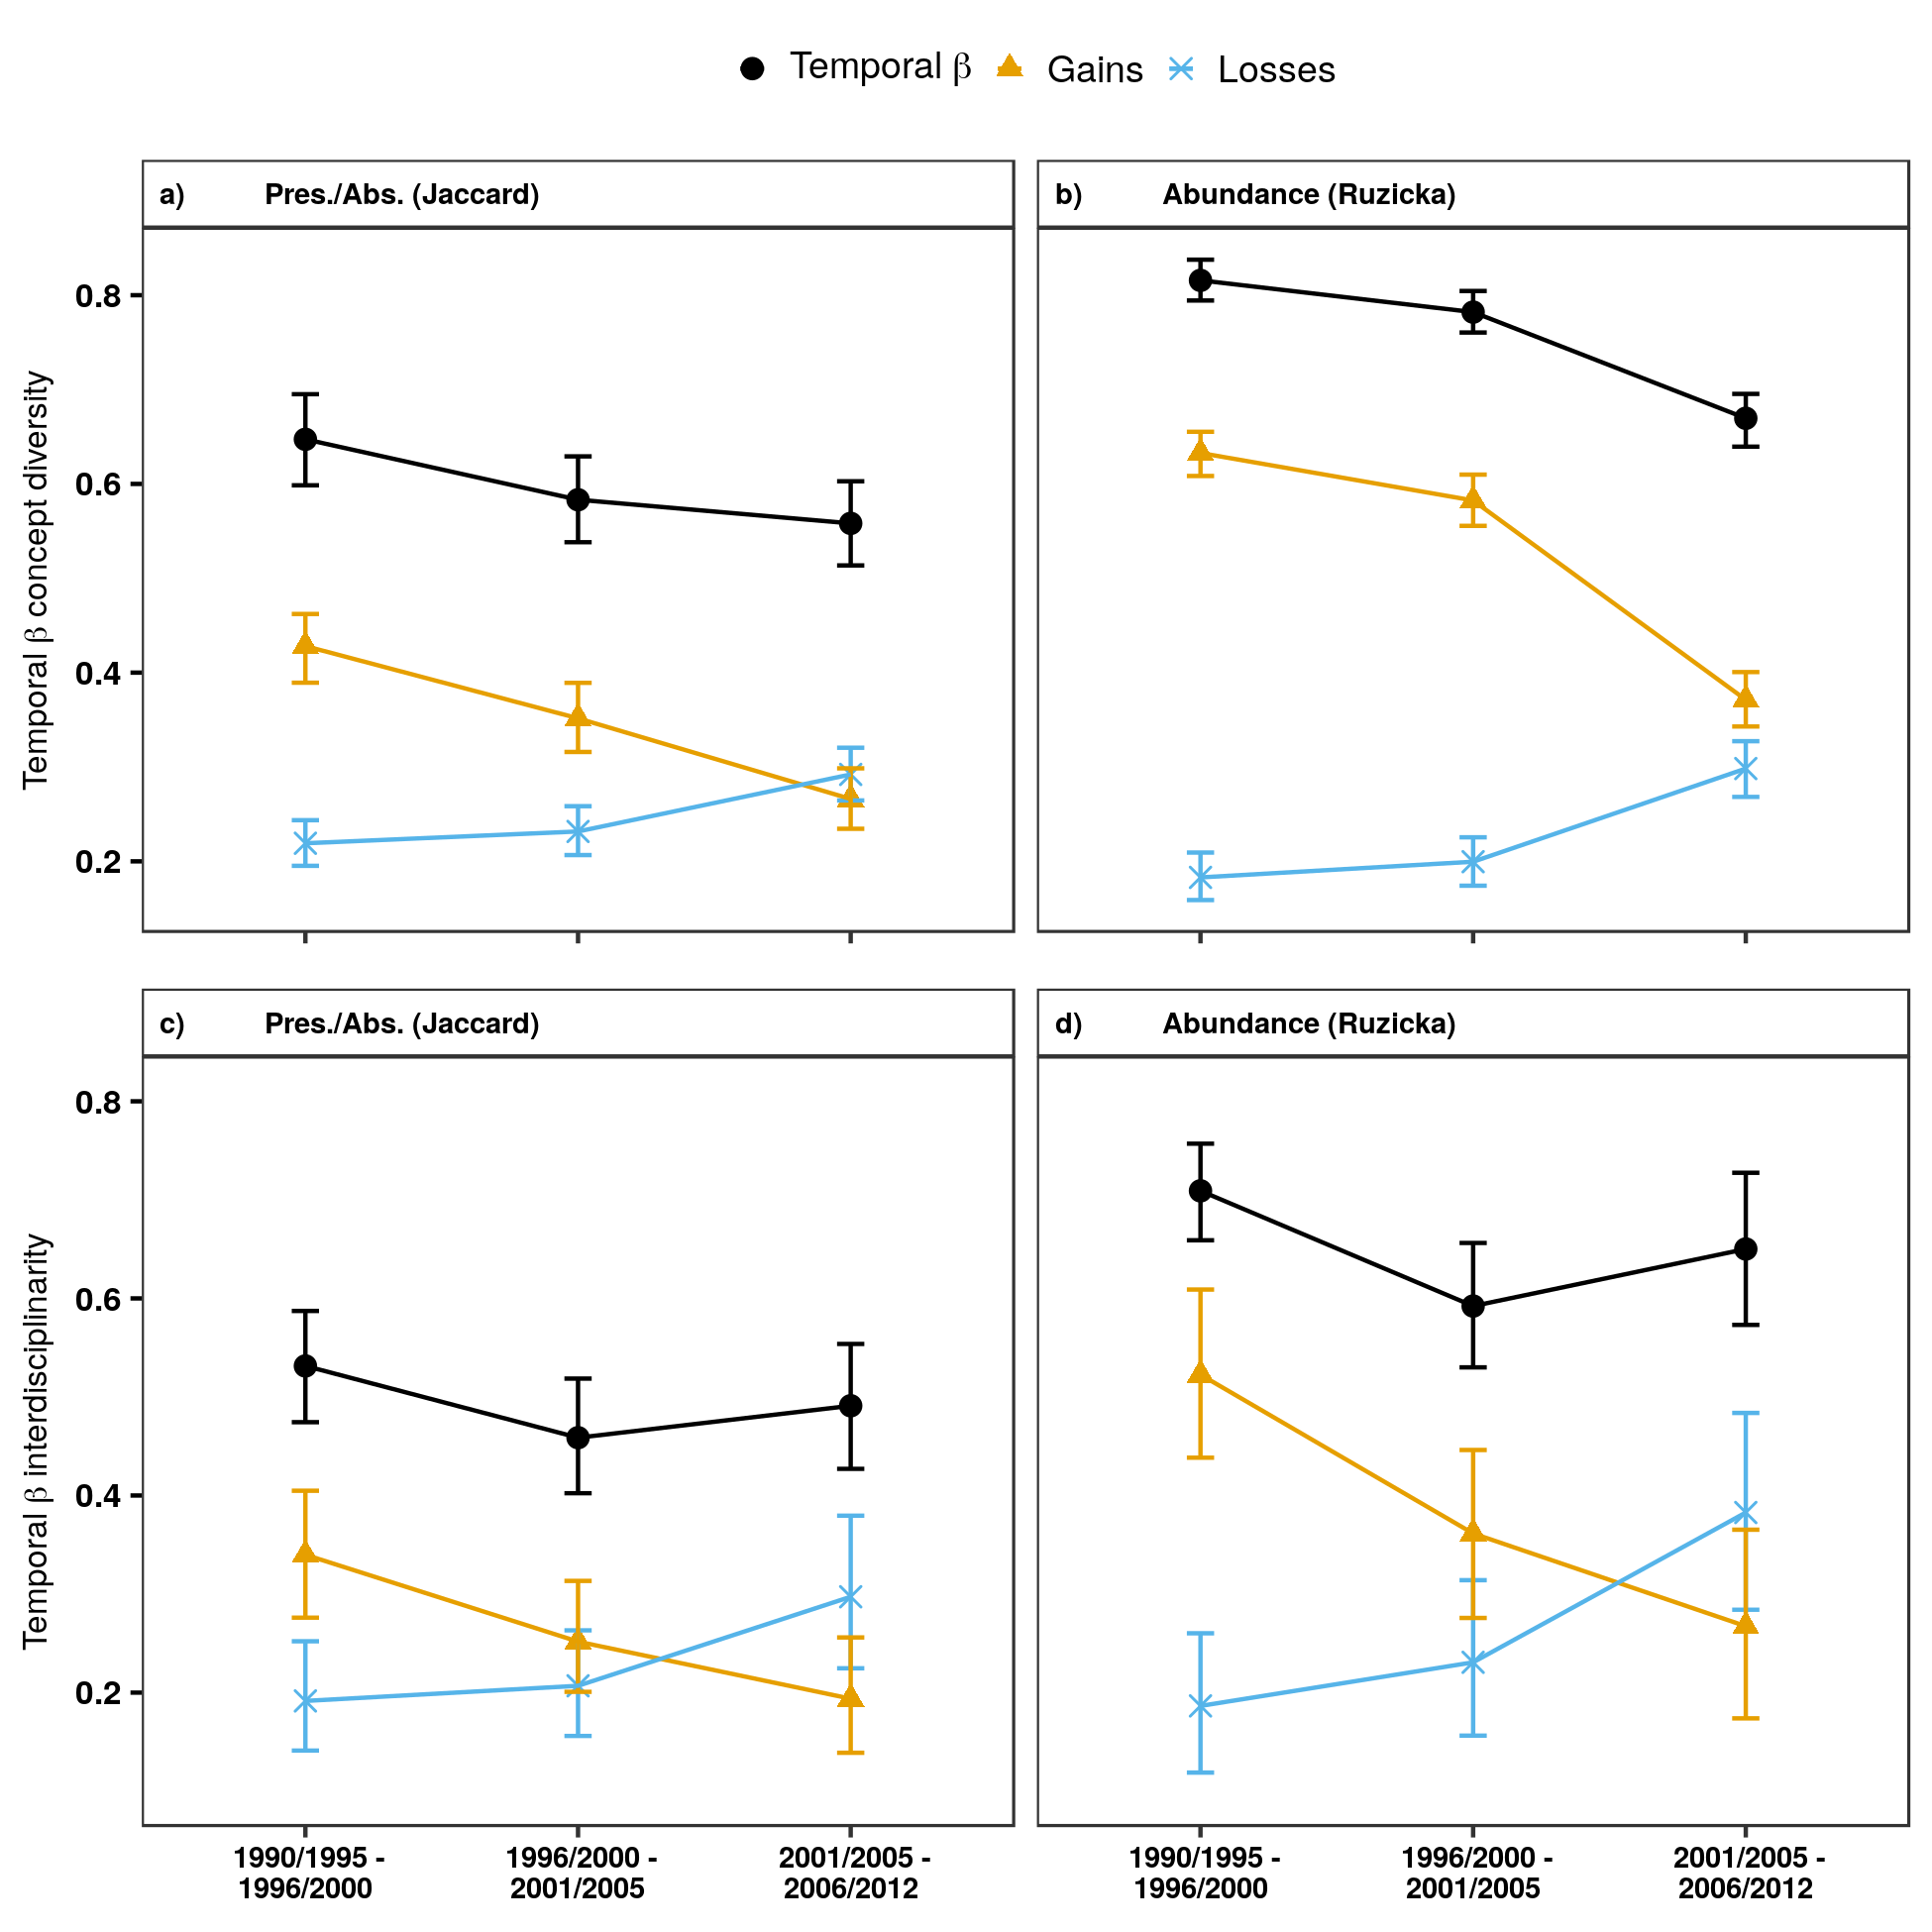 Temporal β Gains Losses
a) Pres./Abs. (Jaccard)
b) Abundance (Ruzicka)
Temporal β concept diversity
0.8
0.6
0.4
0.2
c) Pres./Abs. (Jaccard)
d) Abundance (Ruzicka)
Temporal β interdisciplinarity
0.8
0.6
0.4
0.2
1990/1995 -
1996/2000
1996/2000 -
2001/2005
2001/2005 -
2006/2012
1990/1995 -
1996/2000
1996/2000 -
2001/2005
2001/2005 -
2006/2012